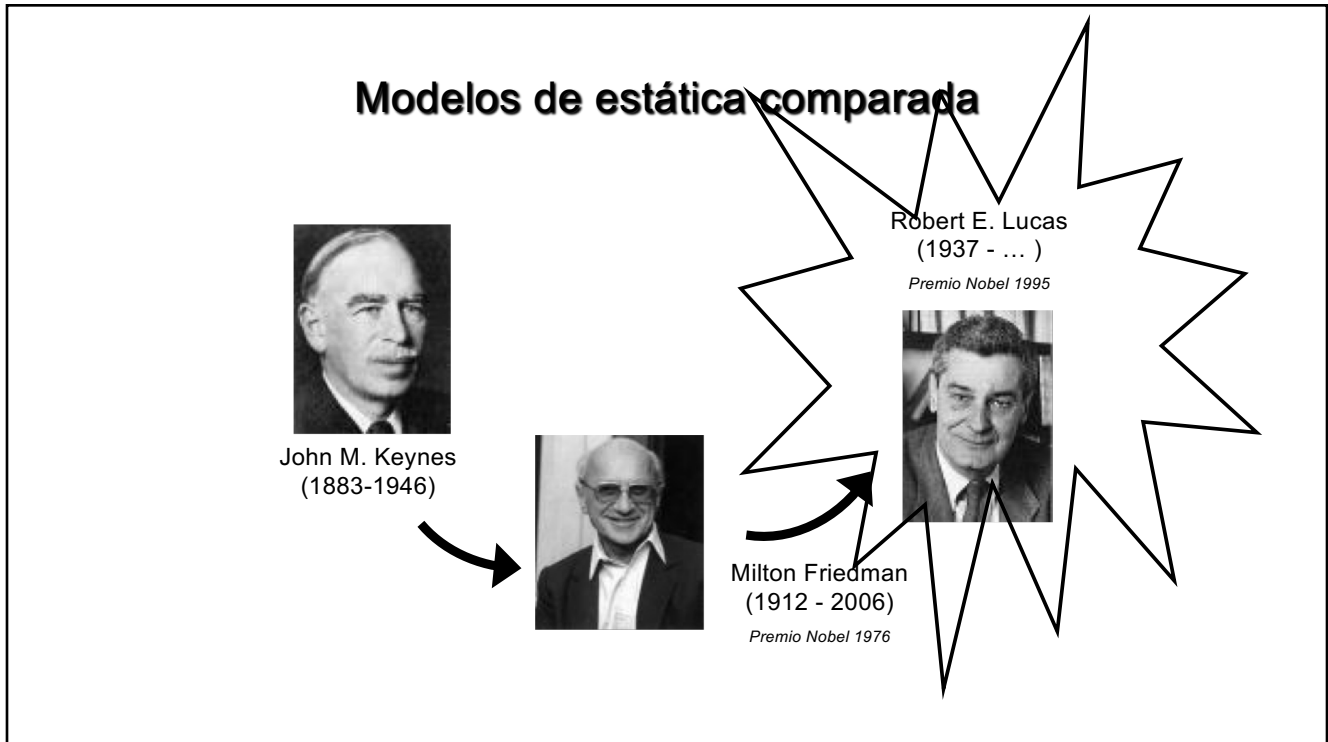 Modelos de estática comparada
John M. Keynes
(1883-1946)
Milton Friedman
(1912 - 2006)
Premio Nobel 1976
Robert E. Lucas
(1937 - … )
Premio Nobel 1995